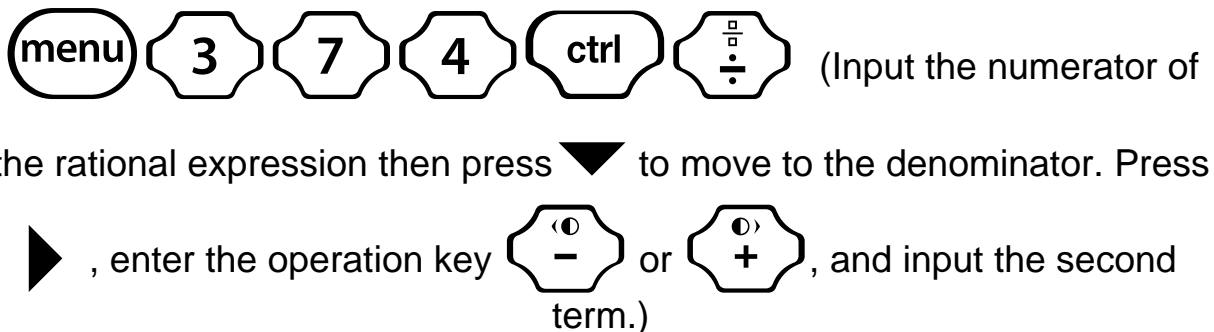 menu 3 7 4 ctrl ÷ (Input the numerator of
the rational expression then press ▼ to move to the denominator. Press
▶ , enter the operation key − or +, and input the second
term.)